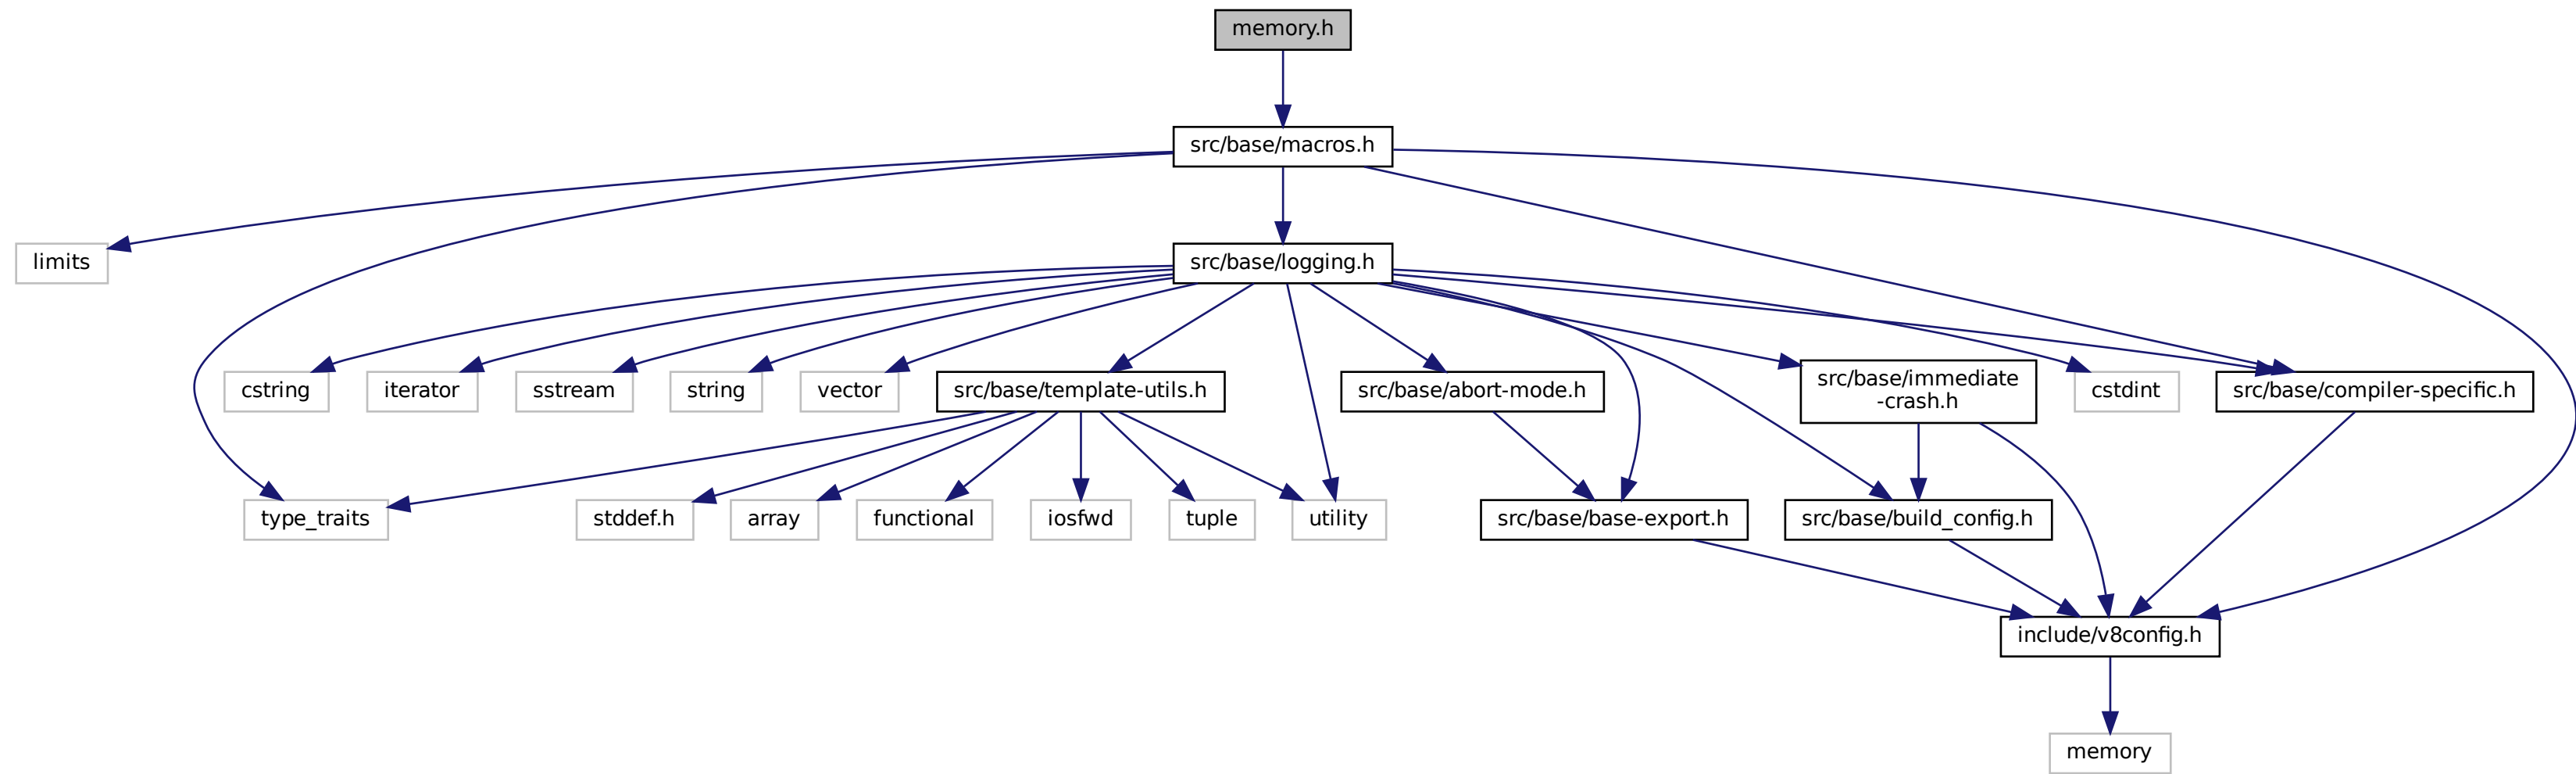 memory.h
src/base/macros.h
limits
src/base/logging.h
cstring
iterator
sstream
string
vector
src/base/template-utils.h
src/base/abort-mode.h
src/base/immediate
-crash.h
cstdint
src/base/compiler-specific.h
type_traits
stddef.h
array
functional
iosfwd
tuple
utility
src/base/base-export.h
src/base/build_config.h
include/v8config.h
memory